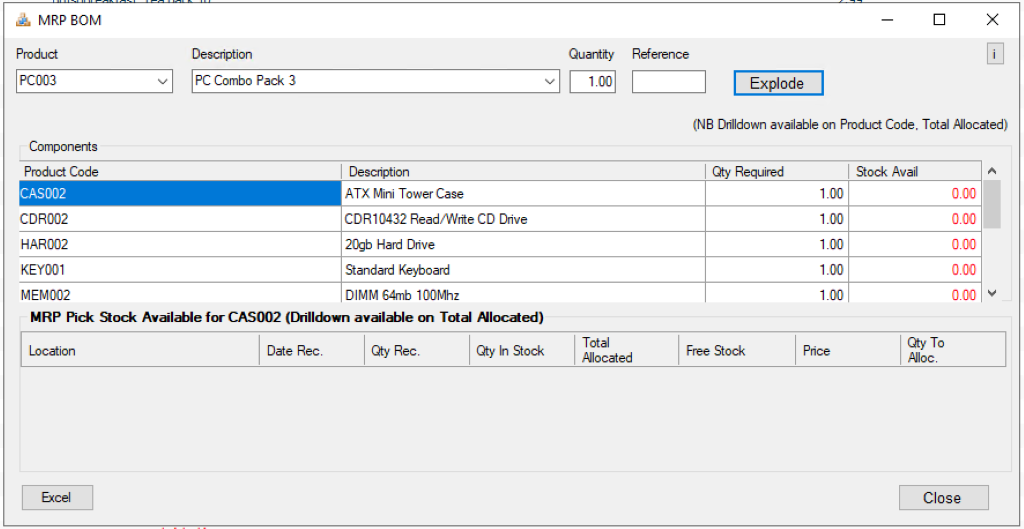 MRP BOM
Product Description Quantity Reference i
PC003 PC Combo Pack 3 1.00 Explode
(NB Drilldown available on Product Code, Total Allocated)
Components
Product Code Description Qty Required Stock Avail
CAS002 ATX Mini Tower Case 1.00 0.00
CDR002 CDR10432 Read/Write CD Drive 1.00 0.00
HAR002 20gb Hard Drive 1.00 0.00
KEY001 Standard Keyboard 1.00 0.00
MEM002 DIMM 64mb 100Mhz 1.00 0.00
MRP Pick Stock Available for CAS002 (Drilldown available on Total Allocated)
Location Date Rec. Qty Rec. Qty In Stock Total Allocated Free Stock Price Qty To Alloc.
Excel Close